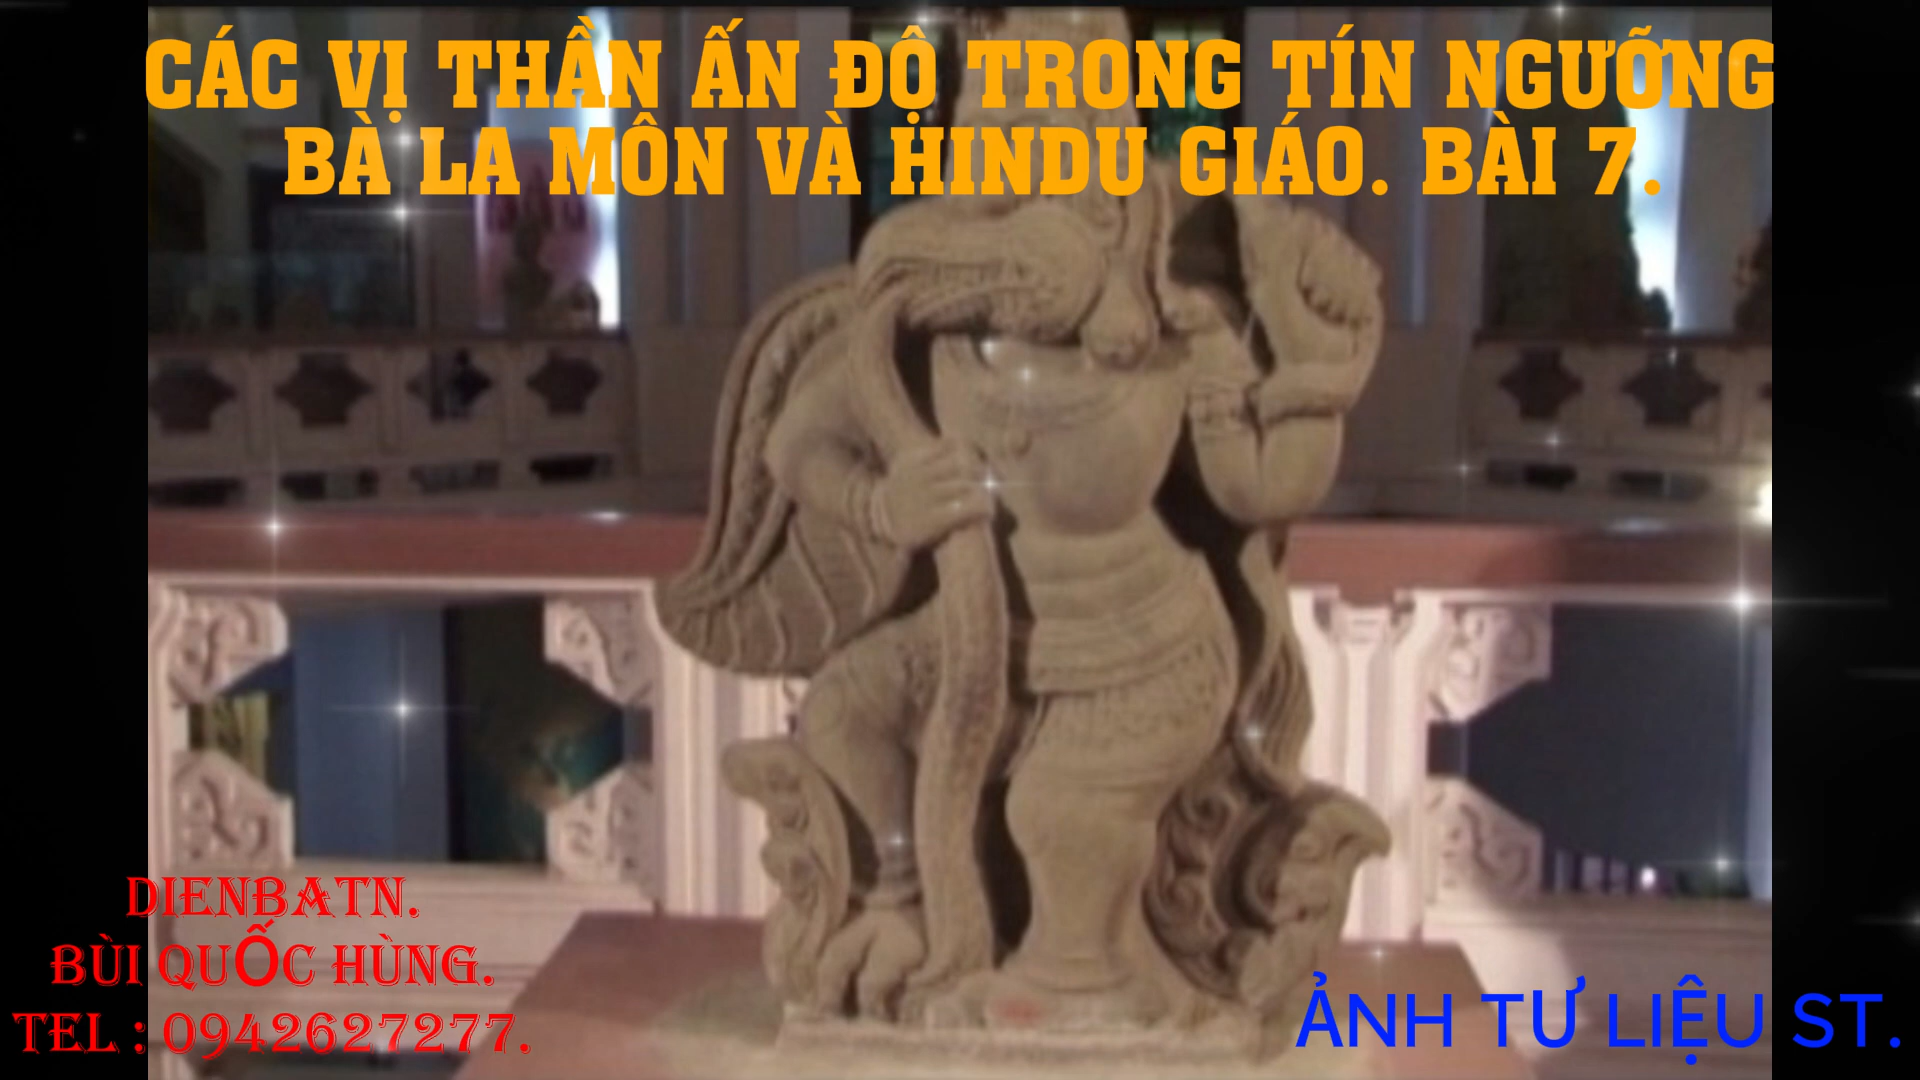 CÁC VỊ THẦN ẤN ĐỘ TRONG TÍN NGƯỠNG
BÀ LA MÔN VÀ HINDU GIÁO. BÀI 7.
DIENBATN.
BÙI QUỐC HÙNG.
TEL : 0942627277.
ẢNH TƯ LIỆU ST.